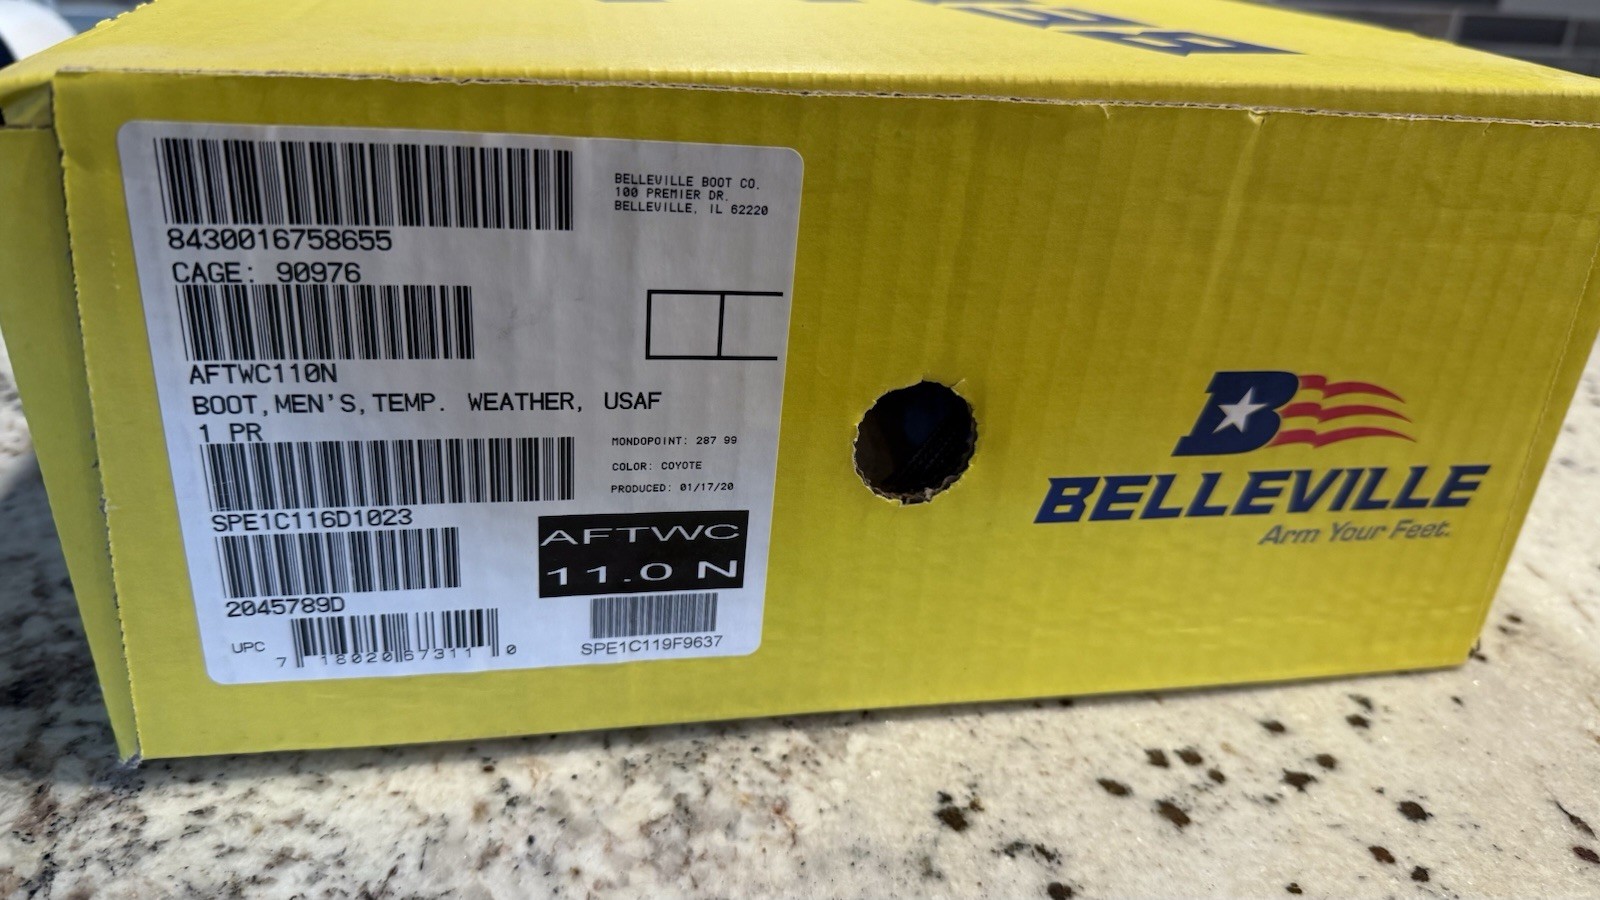 BELLEVILLE BOOT CO.
100 PREMIER DR.
BELLEVILLE, IL 62220
8430016758655
CAGE: 90976
AFTWC110N
BOOT,MEN'S,TEMP. WEATHER, USAF
1 PR
MONDOPOINT: 287 99
COLOR: COYOTE
PRODUCED: 01/17/20
SPE1C116D1023
AFTWC
11.0 N
2045789D
UPC
7 18020 67311 0
SPE1C119F9637
B
BELLEVILLE
Arm Your Feet.